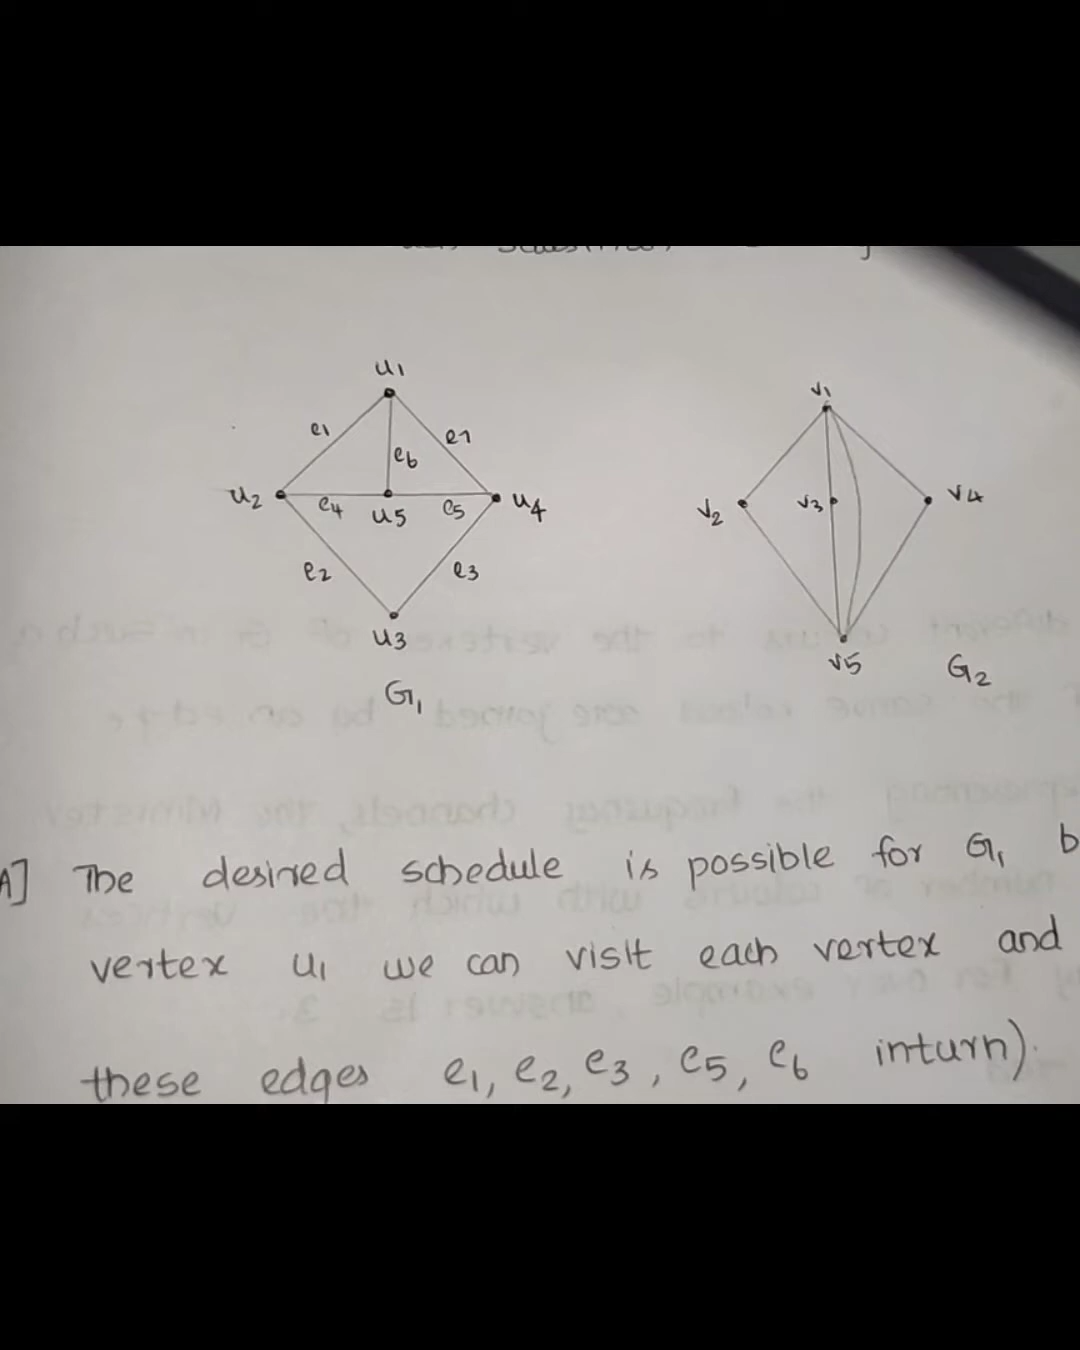 u1
e1
e7
e6
u2
e4
u5
e5
u4
e2
e3
u3
G1
v1
v2
v3
v4
v5
G2
A] The desired schedule is possible for G1 b
vertex u1 we can visit each vertex and
these edges e1, e2, e3, e5, e6 inturn).